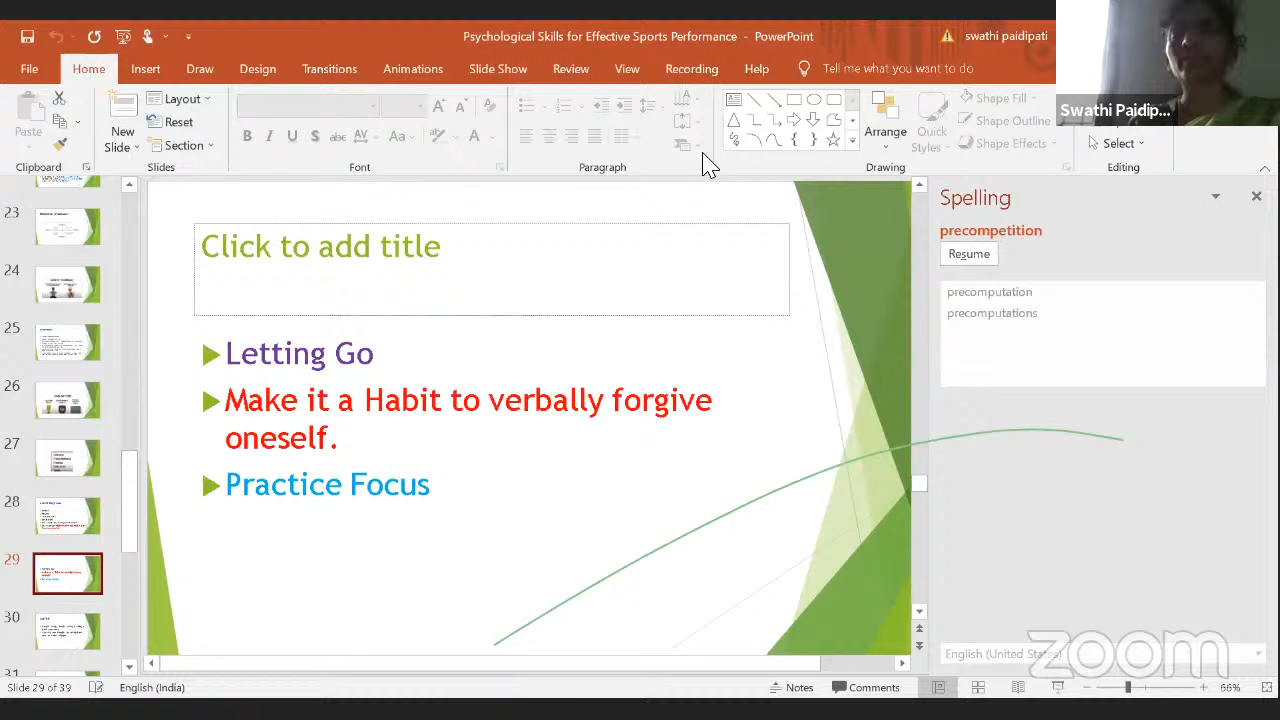 Psychological Skills for Effective Sports Performance - PowerPoint
swathi paidipati
File Home Insert Draw Design Transitions Animations Slide Show Review View Recording Help Tell me what you want to do
Swathi Paidip...
Paste
New
Slide
Layout
Reset
Section
B I U S abc AV Aa A
Arrange
Quick
Styles
Shape Fill
Shape Outline
Shape Effects
Select
Clipboard Slides Font Paragraph Drawing Editing
23
24
25
26
27
28
29
30
31
Click to add title
Letting Go
Make it a Habit to verbally forgive
oneself.
Practice Focus
Spelling
precompetition
Resume
precomputation
precomputations
English (United States)
zoom
Slide 29 of 39 English (India) Notes Comments 66%